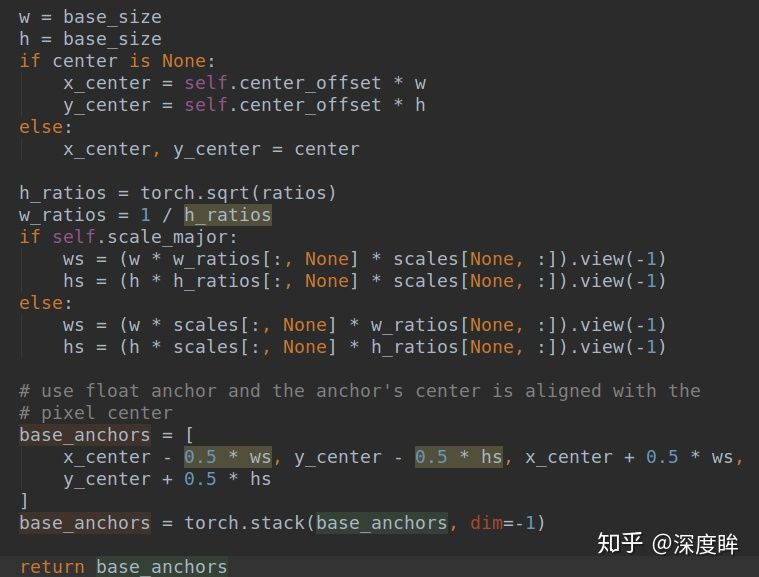 w = base_size
h = base_size
if center is None:
    x_center = self.center_offset * w
    y_center = self.center_offset * h
else:
    x_center, y_center = center

h_ratios = torch.sqrt(ratios)
w_ratios = 1 / h_ratios
if self.scale_major:
    ws = (w * w_ratios[:, None] * scales[None, :]).view(-1)
    hs = (h * h_ratios[:, None] * scales[None, :]).view(-1)
else:
    ws = (w * scales[:, None] * w_ratios[None, :]).view(-1)
    hs = (h * scales[:, None] * h_ratios[None, :]).view(-1)

# use float anchor and the anchor's center is aligned with the
# pixel center
base_anchors = [
    x_center - 0.5 * ws, y_center - 0.5 * hs, x_center + 0.5 * ws,
    y_center + 0.5 * hs
]
base_anchors = torch.stack(base_anchors, dim=-1)

return base_anchors
知乎 @深度眸